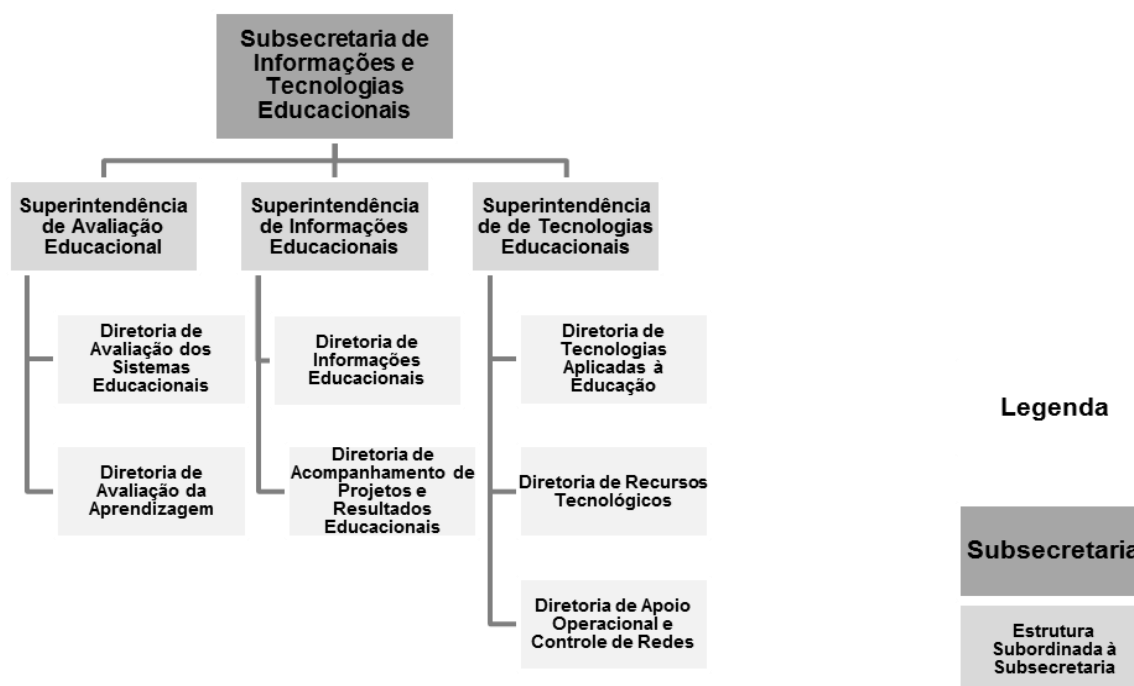 Subsecretaria de
Informações e
Tecnologias
Educacionais
Superintendência
de Avaliação
Educacional
Superintendência
de Informações
Educacionais
Superintendência
de de Tecnologias
Educacionais
Diretoria de
Avaliação dos
Sistemas
Educacionais
Diretoria de
Informações
Educacionais
Diretoria de
Tecnologias
Aplicadas à
Educação
Diretoria de
Avaliação da
Aprendizagem
Diretoria de
Acompanhamento de
Projetos e
Resultados
Educacionais
Diretoria de Recursos
Tecnológicos
Diretoria de Apoio
Operacional e
Controle de Redes
Legenda
Subsecretaria
Estrutura
Subordinada à
Subsecretaria